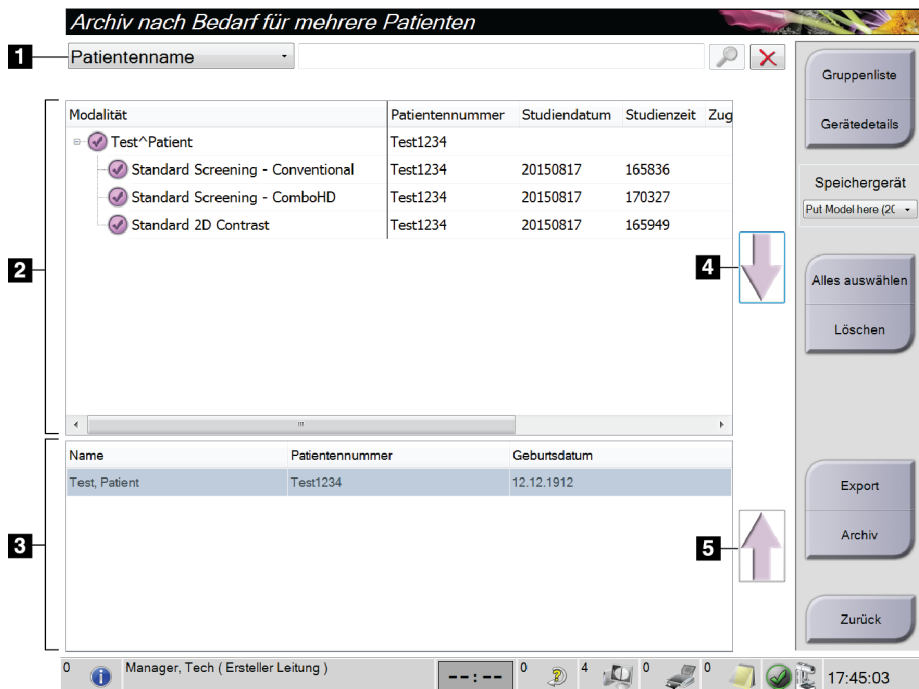 Archiv nach Bedarf für mehrere Patienten
1
Patientenname
Gruppenliste
Gerätedetails
Speichergerät
Put Model here (20
Alles auswählen
Löschen
Export
Archiv
Zurück
2
Modalität Patientennummer Studiendatum Studienzeit Zug
Test^Patient Test1234
Standard Screening - Conventional Test1234 20150817 165836
Standard Screening - ComboHD Test1234 20150817 170327
Standard 2D Contrast Test1234 20150817 165949
4
3
Name Patientennummer Geburtsdatum
Test, Patient Test1234 12.12.1912
5
0 Manager, Tech ( Ersteller Leitung ) --:-- 0 4 0 0 17:45:03